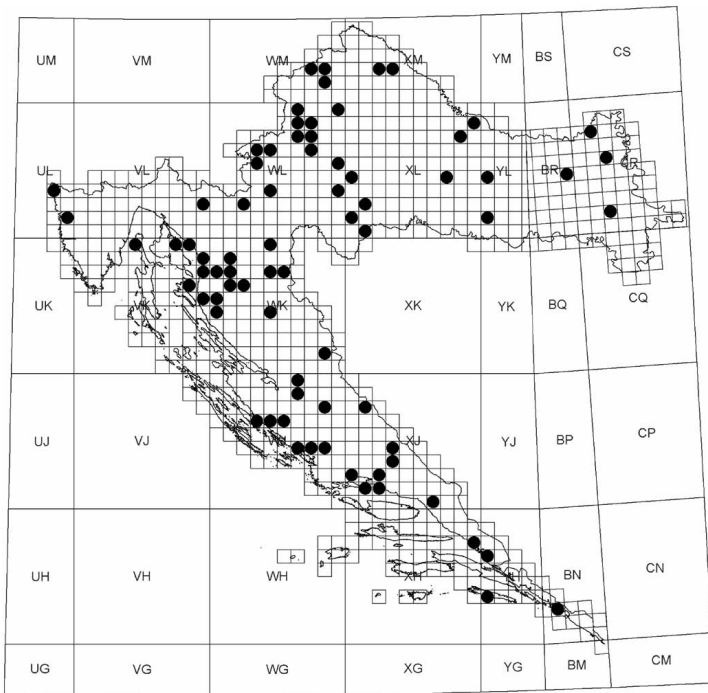 UM VM WM XM YM BS CS
UL VL WL XL YL BR CR
UK VK WK XK YK BQ CQ
UJ VJ XJ YJ BP CP
UH VH WH XH BN CN
UG VG WG XG YG BM CM